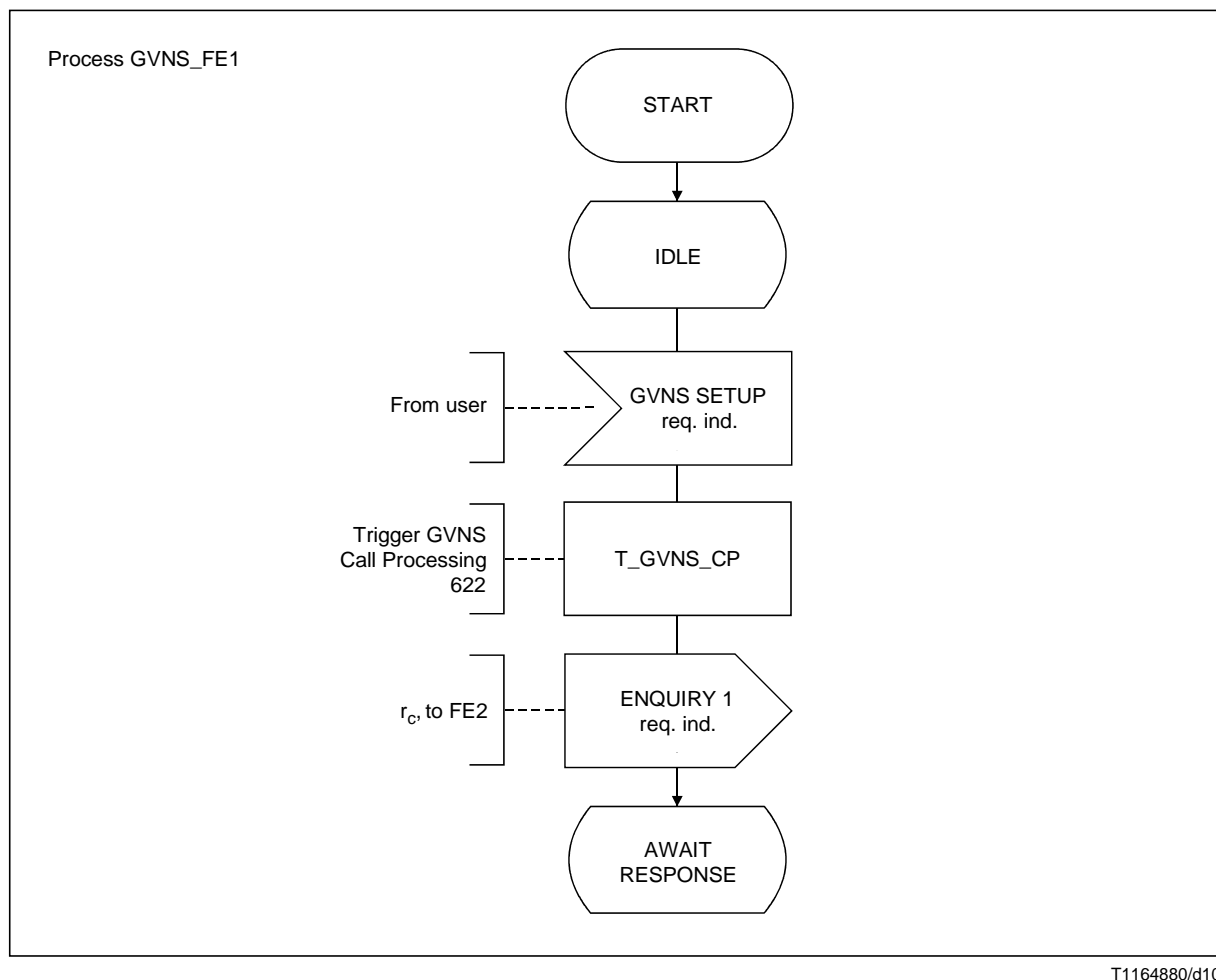 Process GVNS_FE1
START
IDLE
From user
GVNS SETUP
req. ind.
Trigger GVNS
Call Processing
622
T_GVNS_CP
r_c, to FE2
ENQUIRY 1
req. ind.
AWAIT
RESPONSE
T1164880/d10